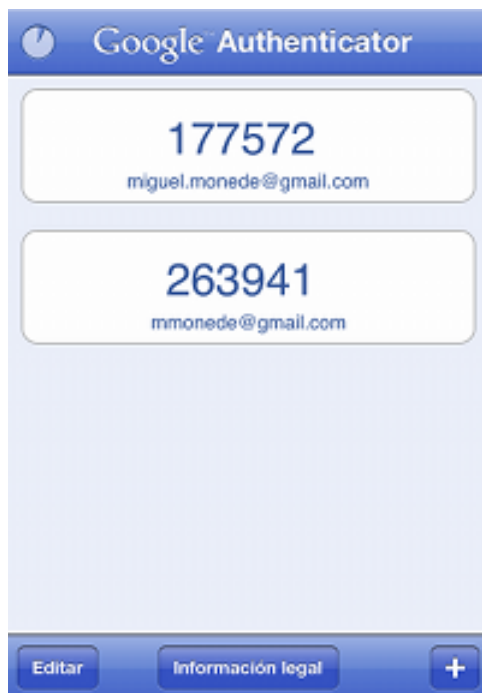 Google Authenticator
177572
miguel.monede@gmail.com
263941
mmonede@gmail.com
Editar Información legal +